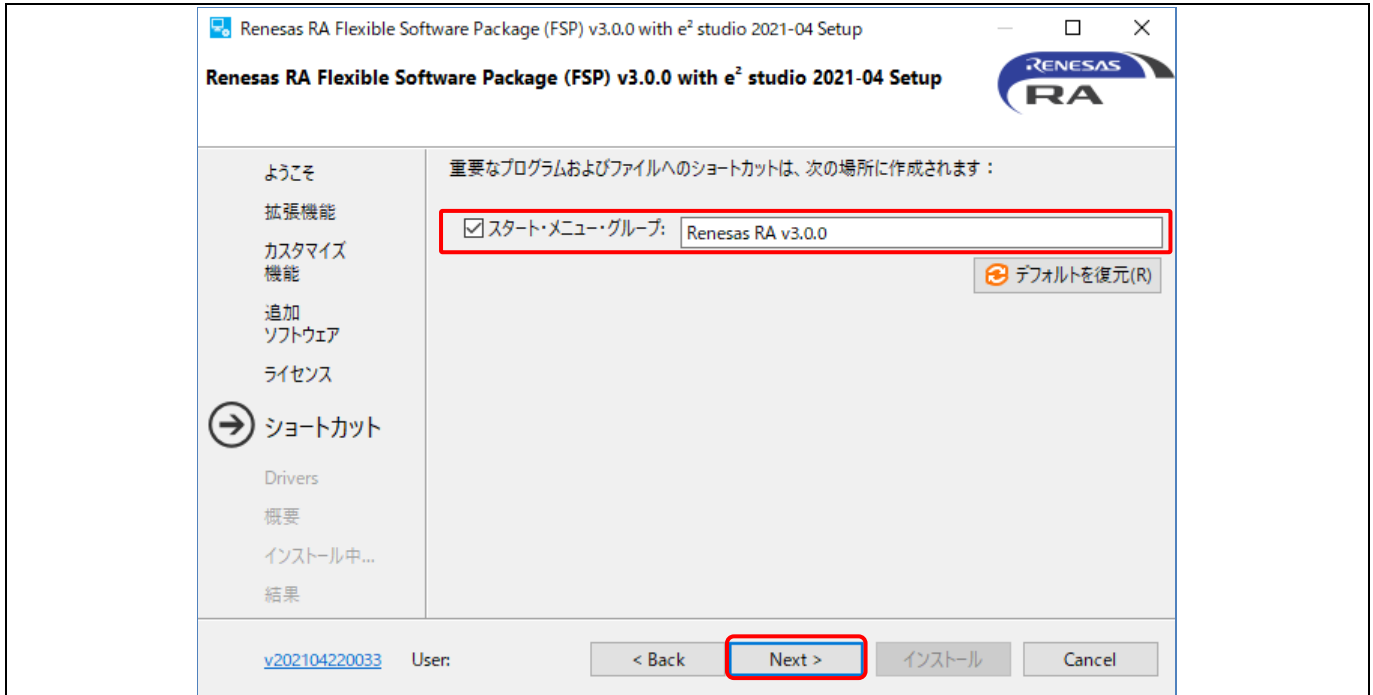 Renesas RA Flexible Software Package (FSP) v3.0.0 with e² studio 2021-04 Setup
Renesas RA Flexible Software Package (FSP) v3.0.0 with e² studio 2021-04 Setup
RENESAS
RA
ようこそ
拡張機能
カスタマイズ
機能
追加
ソフトウェア
ライセンス
ショートカット
Drivers
概要
インストール中...
結果
重要なプログラムおよびファイルへのショートカットは、次の場所に作成されます：
スタート・メニュー・グループ: Renesas RA v3.0.0
デフォルトを復元(R)
v202104220033 User: < Back Next > インストール Cancel